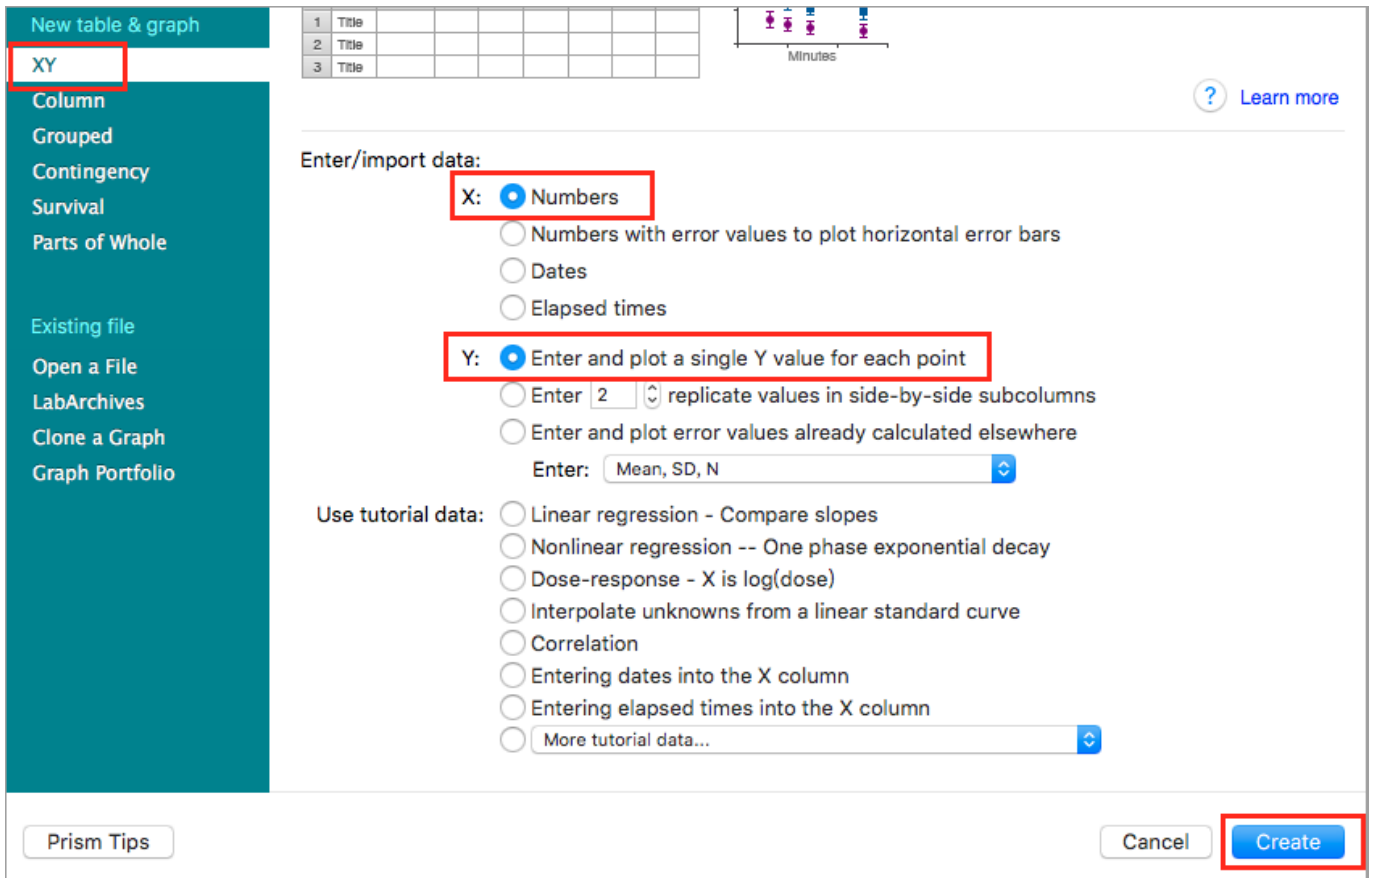 New table & graph
XY
Column
Grouped
Contingency
Survival
Parts of Whole
Existing file
Open a File
LabArchives
Clone a Graph
Graph Portfolio
1 Title
2 Title
3 Title
Minutes
? Learn more
Enter/import data:
X: Numbers
Numbers with error values to plot horizontal error bars
Dates
Elapsed times
Y: Enter and plot a single Y value for each point
Enter 2 replicate values in side-by-side subcolumns
Enter and plot error values already calculated elsewhere
Enter: Mean, SD, N
Use tutorial data: Linear regression - Compare slopes
Nonlinear regression -- One phase exponential decay
Dose-response - X is log(dose)
Interpolate unknowns from a linear standard curve
Correlation
Entering dates into the X column
Entering elapsed times into the X column
More tutorial data...
Prism Tips
Cancel
Create